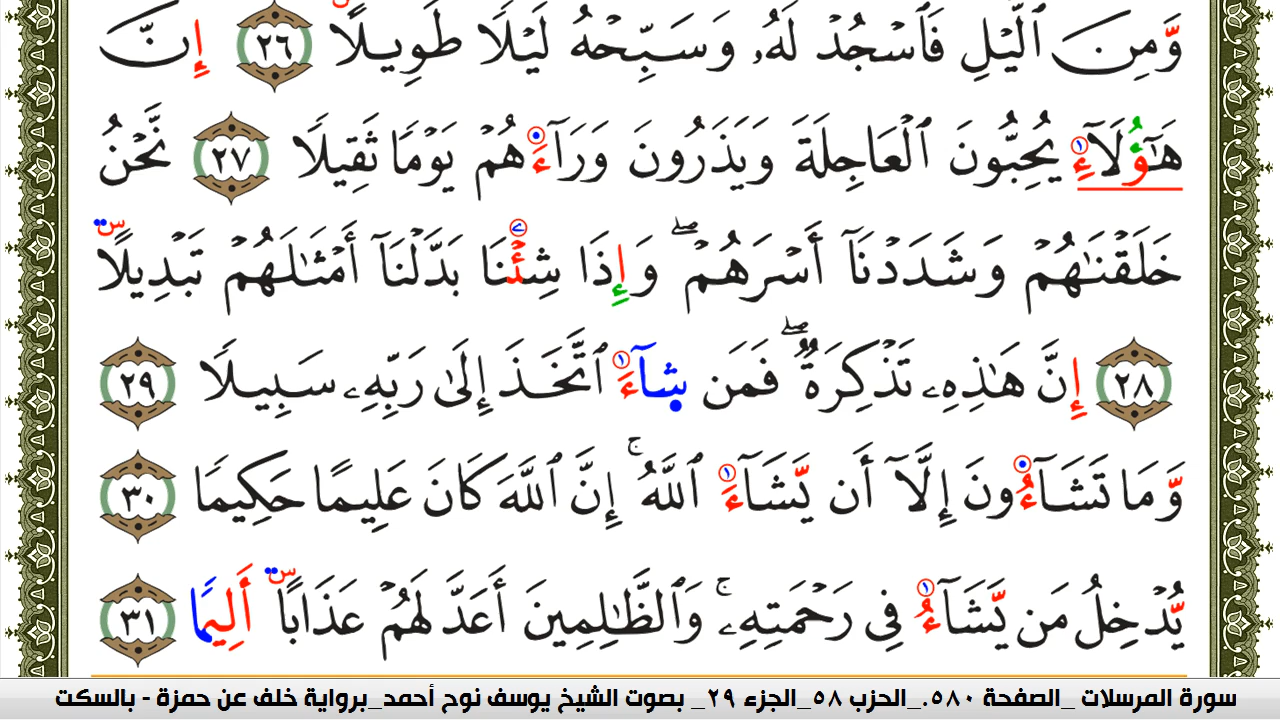 وَّمِنَ ٱلَّيْلِ فَٱسْجُدْ لَهُۥ وَسَبِّحْهُ لَيْلًا طَوِيلًا ٢٦ إِنَّ
هَٰٓؤُلَآءِ يُحِبُّونَ ٱلْعَاجِلَةَ وَيَذَرُونَ وَرَآءَهُمْ يَوْمًا ثَقِيلًا ٢٧ نَّحْنُ
خَلَقْنَٰهُمْ وَشَدَدْنَآ أَسْرَهُمْۖ وَإِذَا شِئْنَا بَدَّلْنَآ أَمْثَٰلَهُمْ تَبْدِيلًا
٢٨ إِنَّ هَٰذِهِۦ تَذْكِرَةٌۖ فَمَن شَآءَ ٱتَّخَذَ إِلَىٰ رَبِّهِۦ سَبِيلًا ٢٩
وَّمَا تَشَآءُونَ إِلَّآ أَن يَّشَآءَ ٱللَّهُۚ إِنَّ ٱللَّهَ كَانَ عَلِيمًا حَكِيمًا ٣٠
يُّدْخِلُ مَن يَّشَآءُ فِي رَحْمَتِهِۦۚ وَٱلظَّٰلِمِينَ أَعَدَّ لَهُمْ عَذَابًا أَلِيمًا ٣١
سورة المرسلات _الصفحة ٥٨٠._الحزب ٥٨_الجزء ٢٩_ بصوت الشيخ يوسف نوح أحمد_برواية خلف عن حمزة - بالسكت